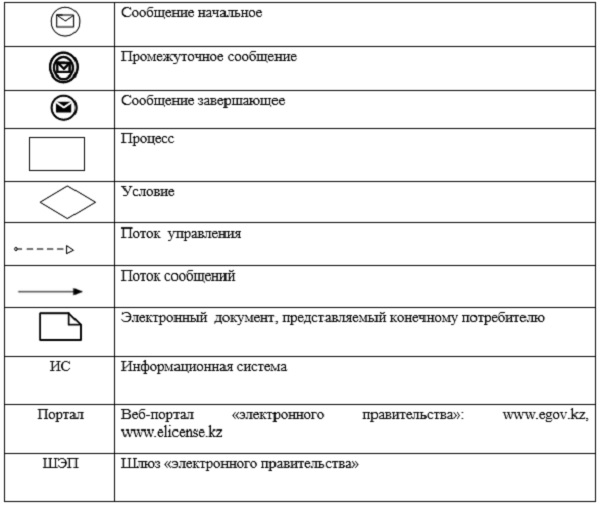 Сообщение начальное
Промежуточное сообщение
Сообщение завершающее
Процесс
Условие
Поток управления
Поток сообщений
Электронный документ, представляемый конечному потребителю
ИС Информационная система
Портал Веб-портал «электронного правительства»: www.egov.kz,
www.elicense.kz
ШЭП Шлюз «электронного правительства»